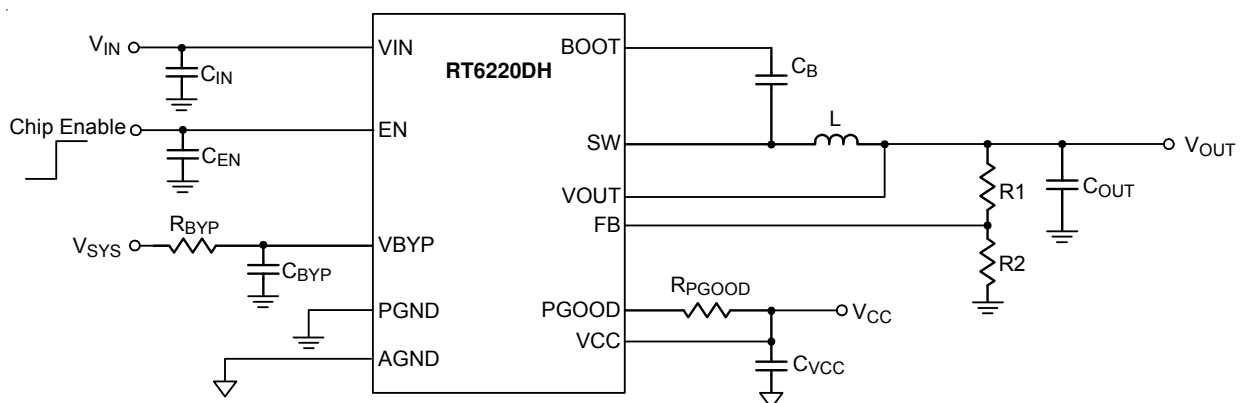 VIN
CIN
Chip Enable
CEN
VSYS
RBYP
CBYP
VIN
EN
VBYP
PGND
AGND
RT6220DH
BOOT
SW
VOUT
FB
PGOOD
VCC
CB
L
VOUT
R1
COUT
R2
RPGOOD
VCC
CVCC